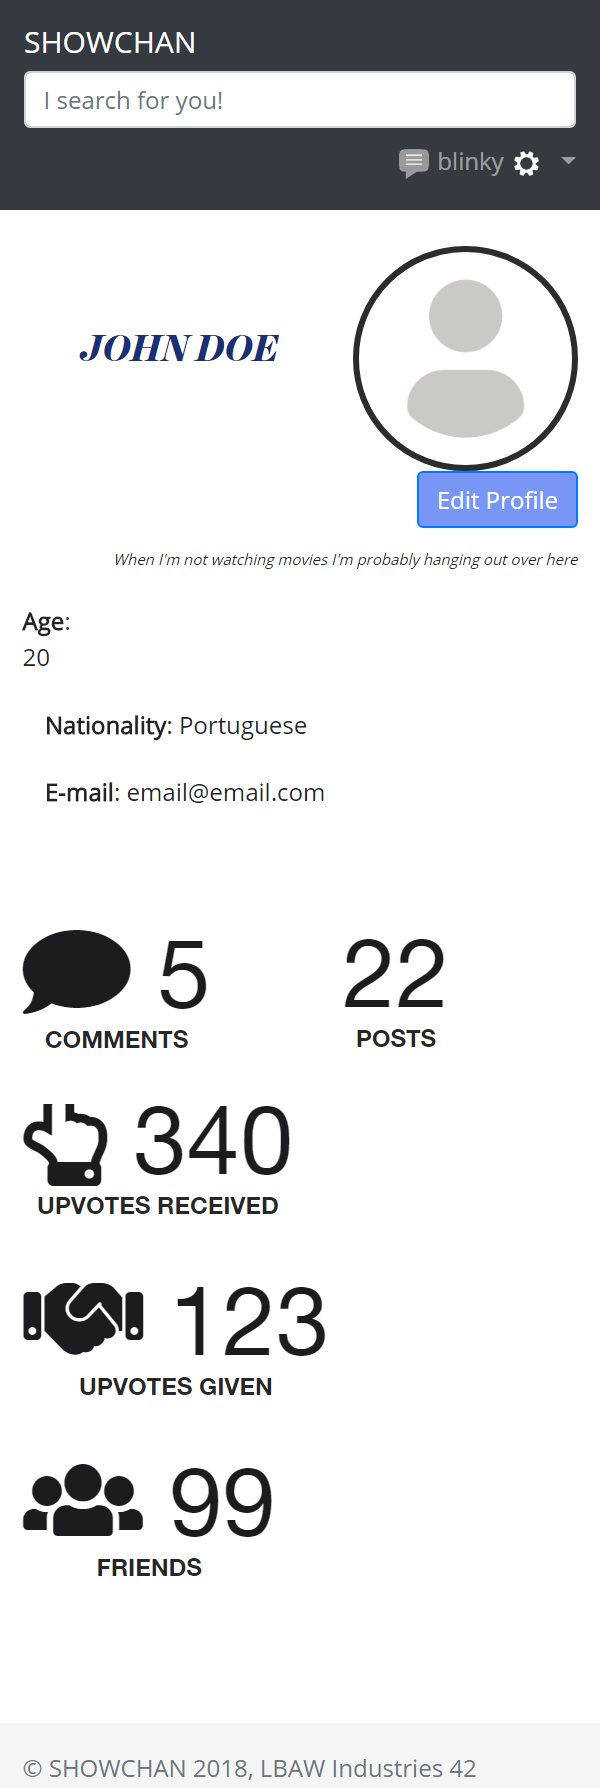 SHOWCHAN
I search for you!
blinky
JOHN DOE
Edit Profile
When I'm not watching movies I'm probably hanging out over here
Age:
20
Nationality: Portuguese
E-mail: email@email.com
5 22
COMMENTS POSTS
340
UPVOTES RECEIVED
123
UPVOTES GIVEN
99
FRIENDS
© SHOWCHAN 2018, LBAW Industries 42